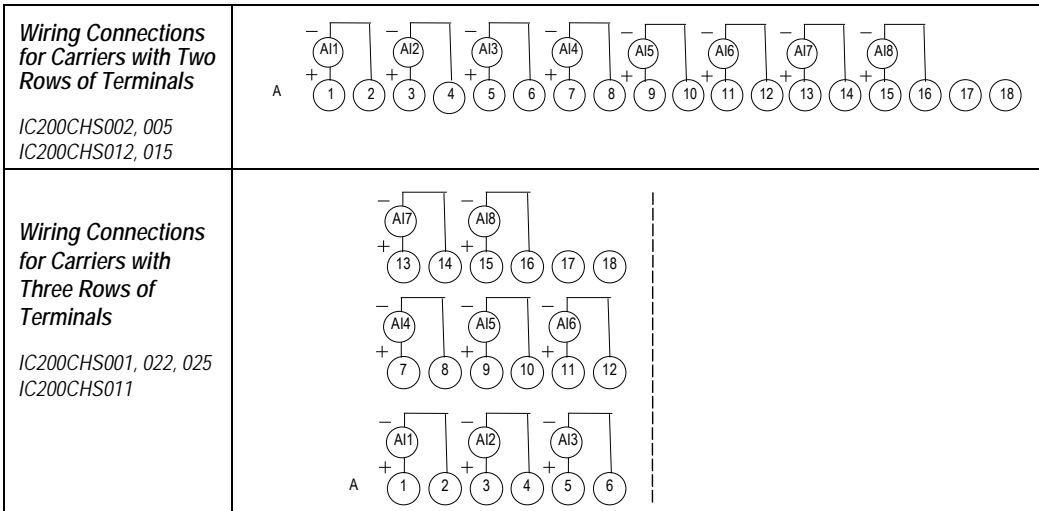 Wiring Connections
for Carriers with Two
Rows of Terminals
IC200CHS002, 005
IC200CHS012, 015
− − − − − − − −
AI1 AI2 AI3 AI4 AI5 AI6 AI7 AI8
+ + + + + + + +
A 1 2 3 4 5 6 7 8 9 10 11 12 13 14 15 16 17 18
Wiring Connections
for Carriers with
Three Rows of
Terminals
IC200CHS001, 022, 025
IC200CHS011
− −
AI7 AI8
+ +
13 14 15 16 17 18
− − −
AI4 AI5 AI6
+ + +
7 8 9 10 11 12
− − −
AI1 AI2 AI3
+ + +
A 1 2 3 4 5 6